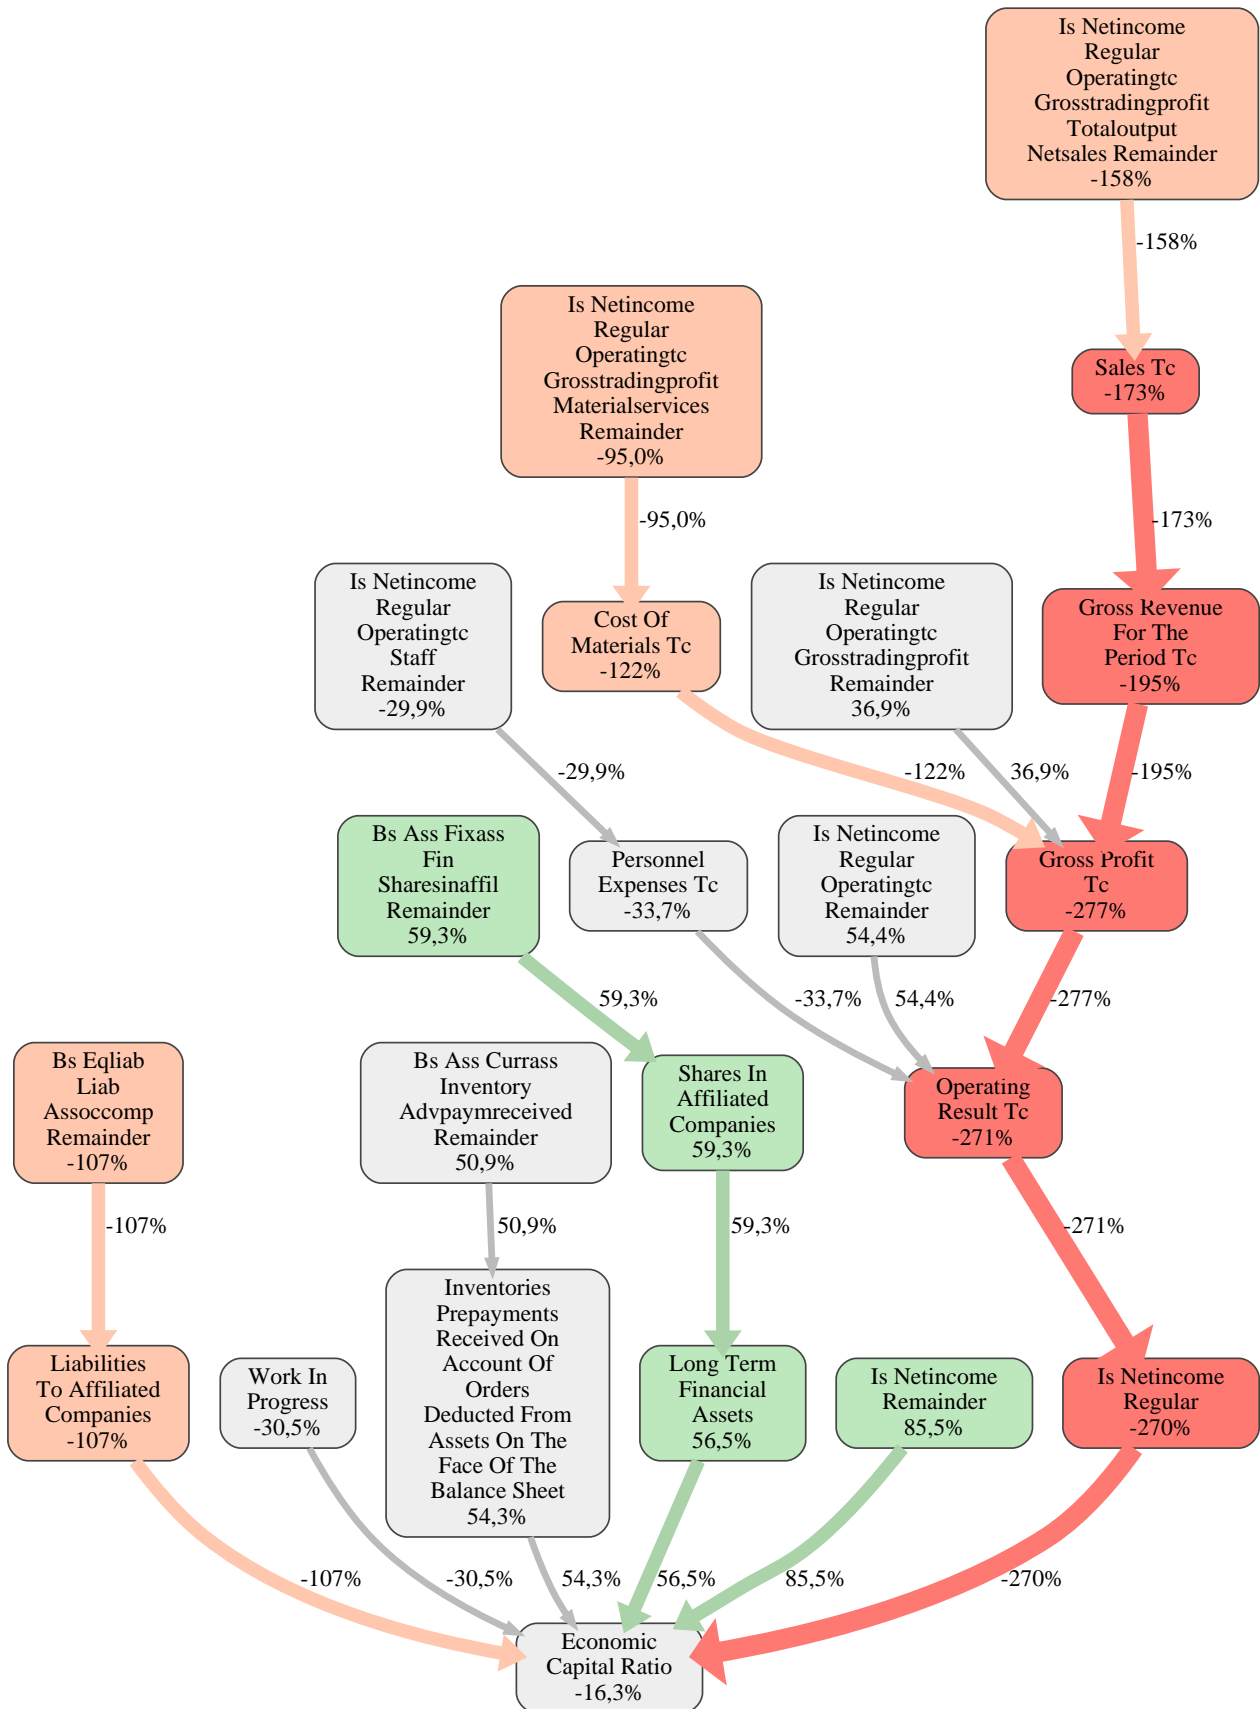 Is Netincome
Regular
Operatingtc
Grosstradingprofit
Totaloutput
Netsales Remainder
-158%
-158%
Is Netincome
Regular
Operatingtc
Grosstradingprofit
Materialservices
Remainder
-95,0%
Sales Tc
-173%
-95,0%
-173%
Is Netincome
Regular
Operatingtc
Staff
Remainder
-29,9%
Cost Of
Materials Tc
-122%
Is Netincome
Regular
Operatingtc
Grosstradingprofit
Remainder
36,9%
Gross Revenue
For The
Period Tc
-195%
-29,9%
-122%
36,9%
-195%
Bs Ass Fixass
Fin
Sharesinaffil
Remainder
59,3%
Personnel
Expenses Tc
-33,7%
Is Netincome
Regular
Operatingtc
Remainder
54,4%
Gross Profit
Tc
-277%
59,3%
-33,7%
54,4%
-277%
Bs Eqliab
Liab
Assoccomp
Remainder
-107%
Bs Ass Currass
Inventory
Advpaymreceived
Remainder
50,9%
Shares In
Affiliated
Companies
59,3%
Operating
Result Tc
-271%
-107%
50,9%
59,3%
-271%
Liabilities
To Affiliated
Companies
-107%
Work In
Progress
-30,5%
Inventories
Prepayments
Received On
Account Of
Orders
Deducted From
Assets On The
Face Of The
Balance Sheet
54,3%
Long Term
Financial
Assets
56,5%
Is Netincome
Remainder
85,5%
Is Netincome
Regular
-270%
-107%
-30,5%
54,3%
56,5%
85,5%
-270%
Economic
Capital Ratio
-16,3%